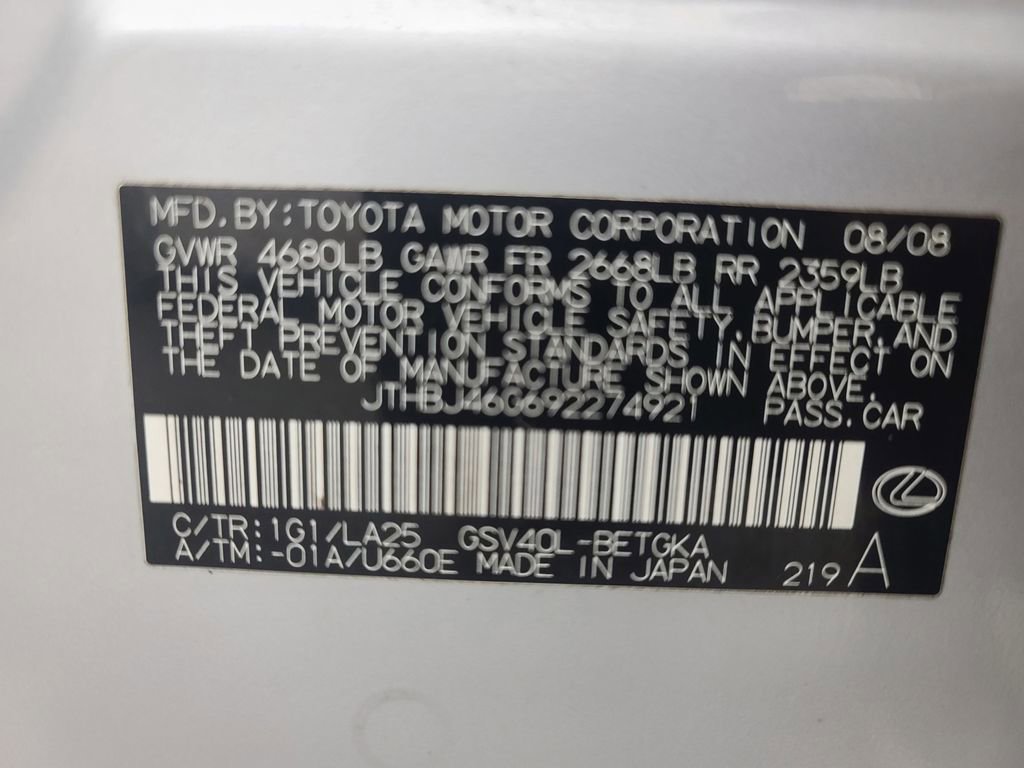 MFD. BY: TOYOTA MOTOR CORPORATION 08/08
GVWR 4680LB GAWR FR 2668LB RR 2359LB
THIS VEHICLE CONFORMS TO ALL APPLICABLE
FEDERAL MOTOR VEHICLE SAFETY, BUMPER, AND
THEFT PREVENTION STANDARDS IN EFFECT ON
THE DATE OF MANUFACTURE SHOWN ABOVE.
JTHBJ46G692274921 PASS. CAR
C/TR: 1G1/LA25 GSV40L-BETGKA
A/TM: -01A/U660E MADE IN JAPAN 219 A